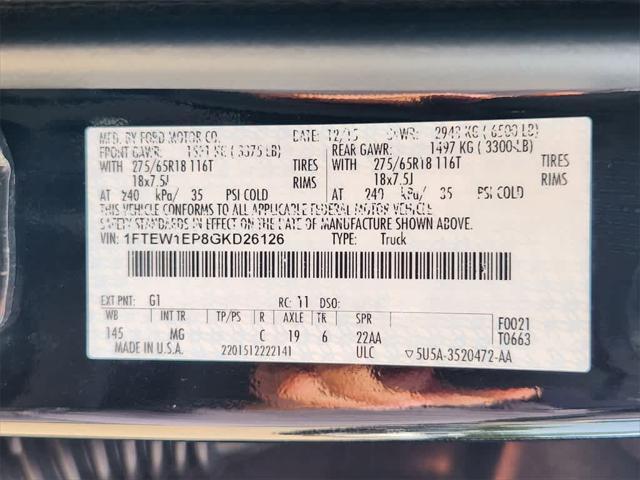 MFD. BY FORD MOTOR CO. DATE: 12/15 GVWR: 2948 KG ( 6500 LB)
FRONT GAWR: KG ( 3375 LB) REAR GAWR: 1497 KG ( 3300 LB)
WITH 275/65R18 116T TIRES WITH 275/65R18 116T TIRES
18x7.5J RIMS 18x7.5J RIMS
AT 240 kPa/ 35 PSI COLD AT 240 kPa/ 35 PSI COLD
THIS VEHICLE CONFORMS TO ALL APPLICABLE FEDERAL MOTOR VEHICLE
SAFETY STANDARDS IN EFFECT ON THE DATE OF MANUFACTURE SHOWN ABOVE.
VIN: 1FTEW1EP8GKD26126 TYPE: Truck
EXT PNT: G1 RC: 11 DSO:
WB INT TR TP/PS R AXLE TR SPR F0021
145 MG C 19 6 22AA T0663
MADE IN U.S.A. 2201512222141 ULC ▽5U5A-3520472-AA